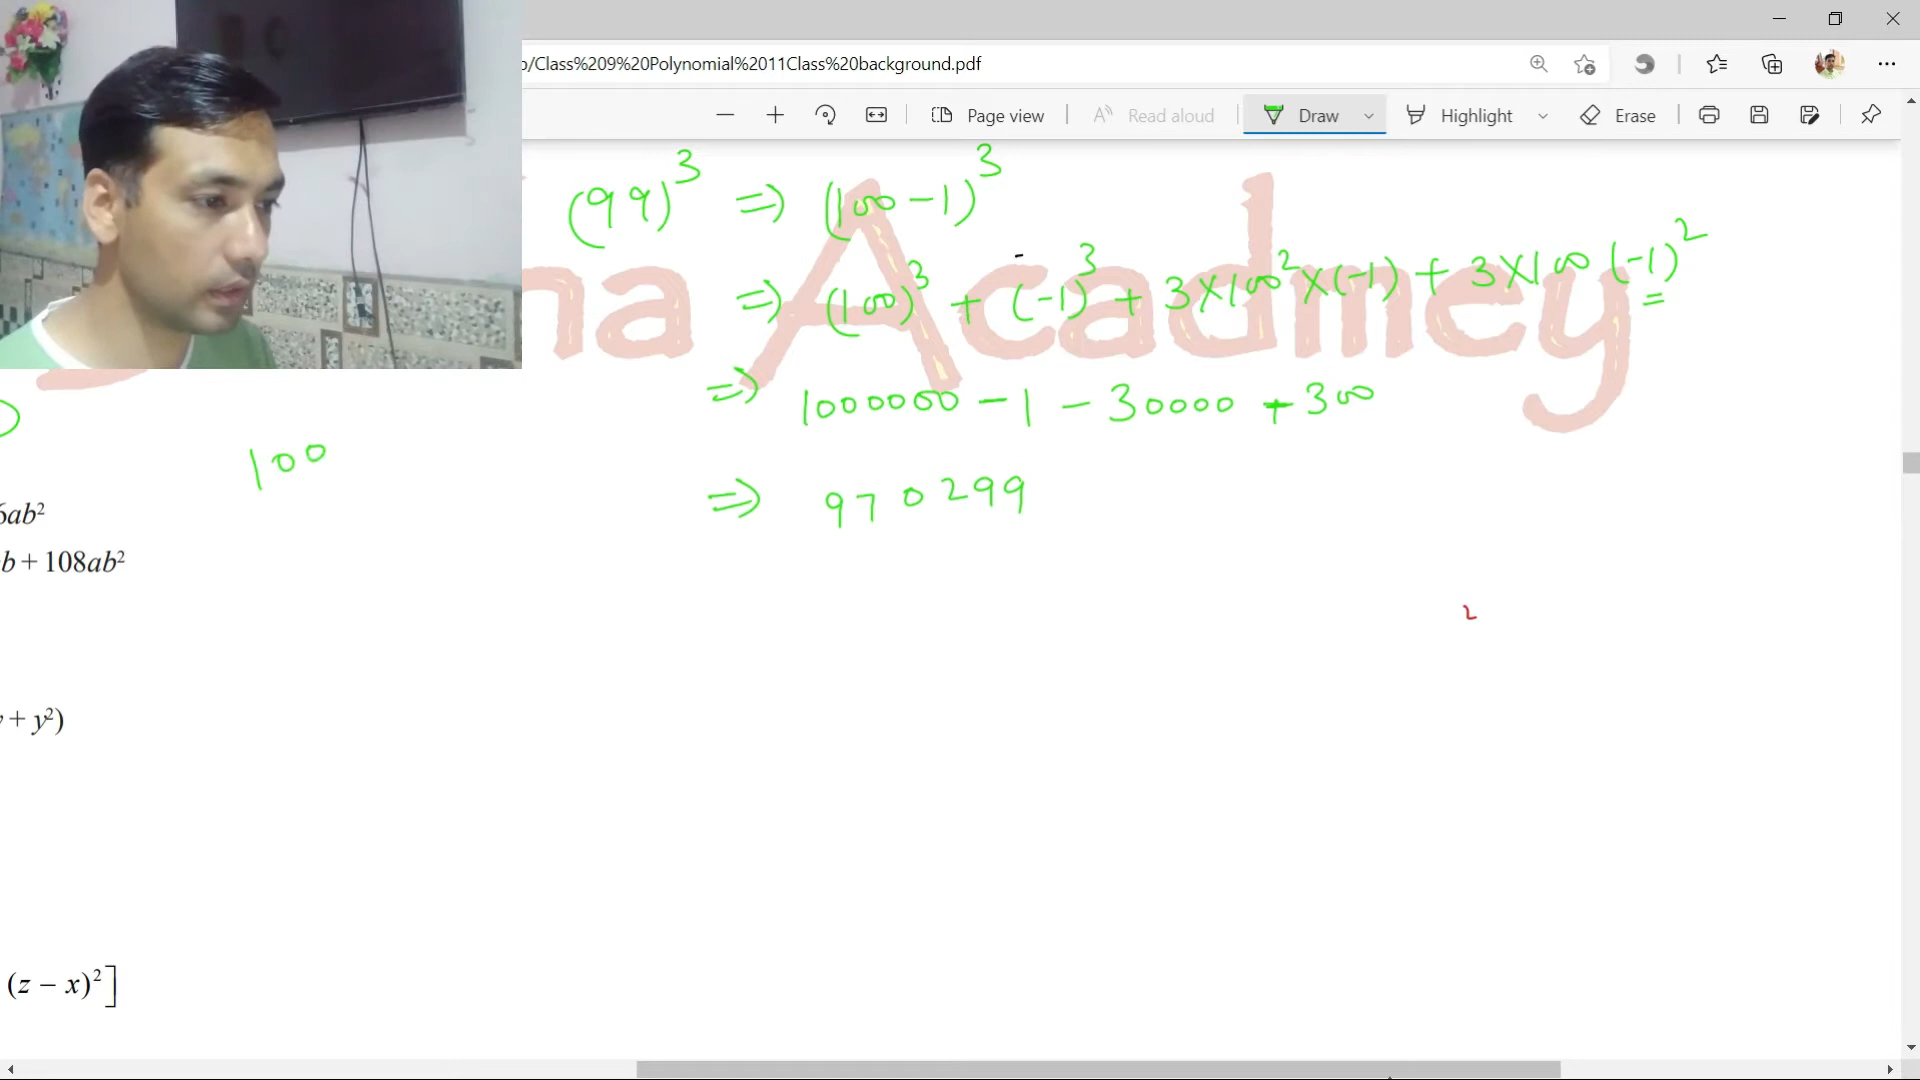 /Class%209%20Polynomial%2011Class%20background.pdf
Page view
Read aloud
Draw
Highlight
Erase
(99)³ ⇒ (100-1)³
⇒ (100)³ + (-1)³ + 3×100²×(-1) + 3×100 (-1)²
na Acadmey
⇒ 1000000 - 1 - 30000 + 300
100
⇒ 970299
ab²
b + 108ab²
2
+ y²)
(z − x)²]